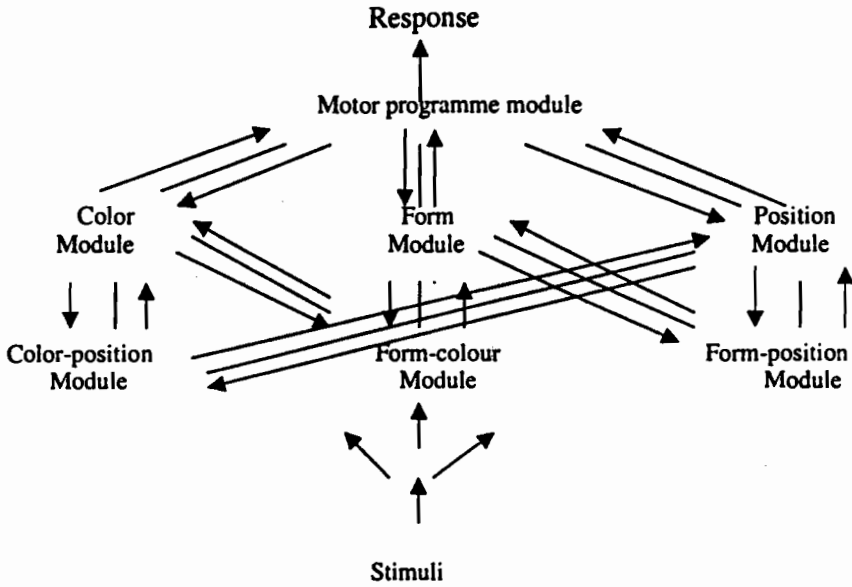 Response
Motor programme module
Color
Module
Form
Module
Position
Module
Color-position
Module
Form-colour
Module
Form-position
Module
Stimuli